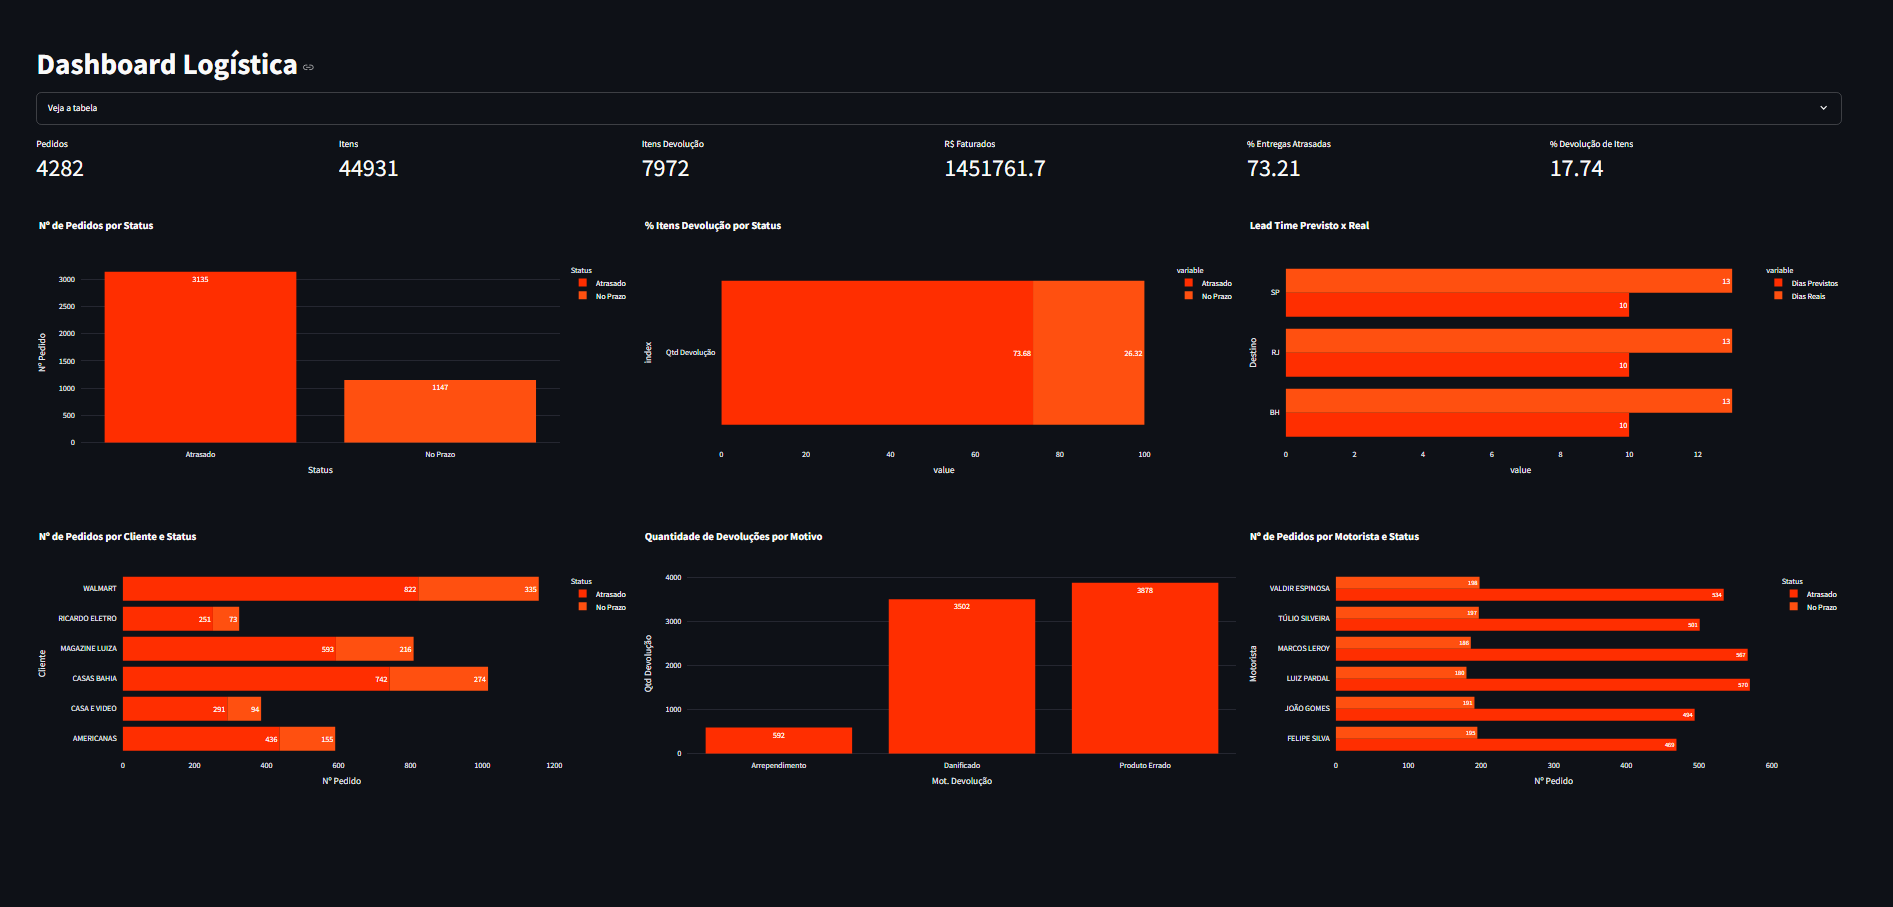 Dashboard Logística
Veja a tabela
Pedidos
4282
Itens
44931
Itens Devolução
7972
R$ Faturados
1451761.7
% Entregas Atrasadas
73.21
% Devolução de Itens
17.74
Nº de Pedidos por Status
Nº Pedido
3000
2500
2000
1500
1000
500
0
3135
1147
Atrasado
No Prazo
Status
Status
Atrasado
No Prazo
% Itens Devolução por Status
index
Qtd Devolução
73.68
26.32
0 20 40 60 80 100
value
variable
Atrasado
No Prazo
Lead Time Previsto x Real
Destino
SP
13
10
RJ
13
10
BH
13
10
0 2 4 6 8 10 12
value
variable
Dias Previstos
Dias Reais
Nº de Pedidos por Cliente e Status
Cliente
WALMART 822 335
RICARDO ELETRO 251 73
MAGAZINE LUIZA 593 216
CASAS BAHIA 742 274
CASA E VIDEO 291 94
AMERICANAS 436 155
0 200 400 600 800 1000 1200
Nº Pedido
Status
Atrasado
No Prazo
Quantidade de Devoluções por Motivo
Qtd Devolução
4000
3000
2000
1000
0
592
3502
3878
Arrependimento
Danificado
Produto Errado
Mot. Devolução
Nº de Pedidos por Motorista e Status
Motorista
VALDIR ESPINOSA
198
534
TÚLIO SILVEIRA
197
501
MARCOS LEROY
186
567
LUIZ PARDAL
180
570
JOÃO GOMES
191
494
FELIPE SILVA
195
469
0 100 200 300 400 500 600
Nº Pedido
Status
Atrasado
No Prazo